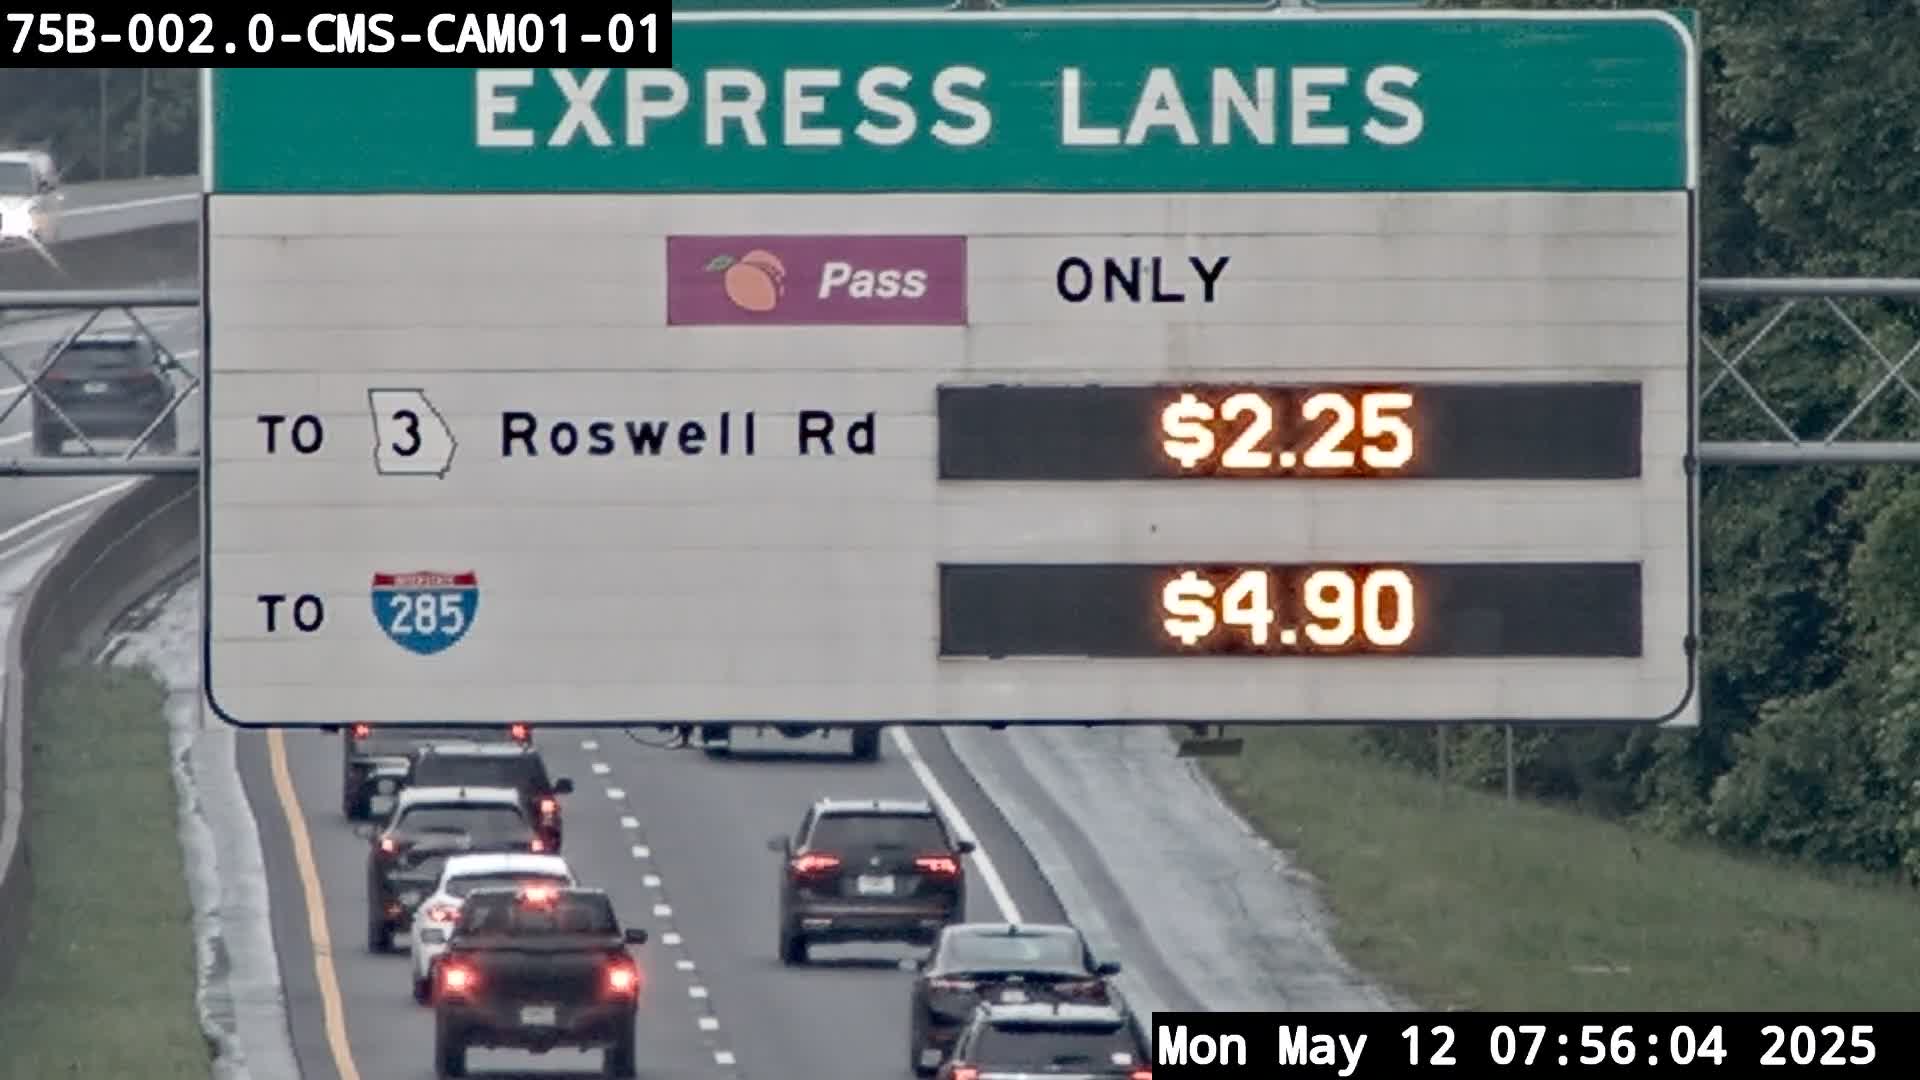 75B-002.0-CMS-CAM01-01
EXPRESS LANES
Pass ONLY
TO 3 Roswell Rd $2.25
TO INTERSTATE 285 $4.90
Mon May 12 07:56:04 2025